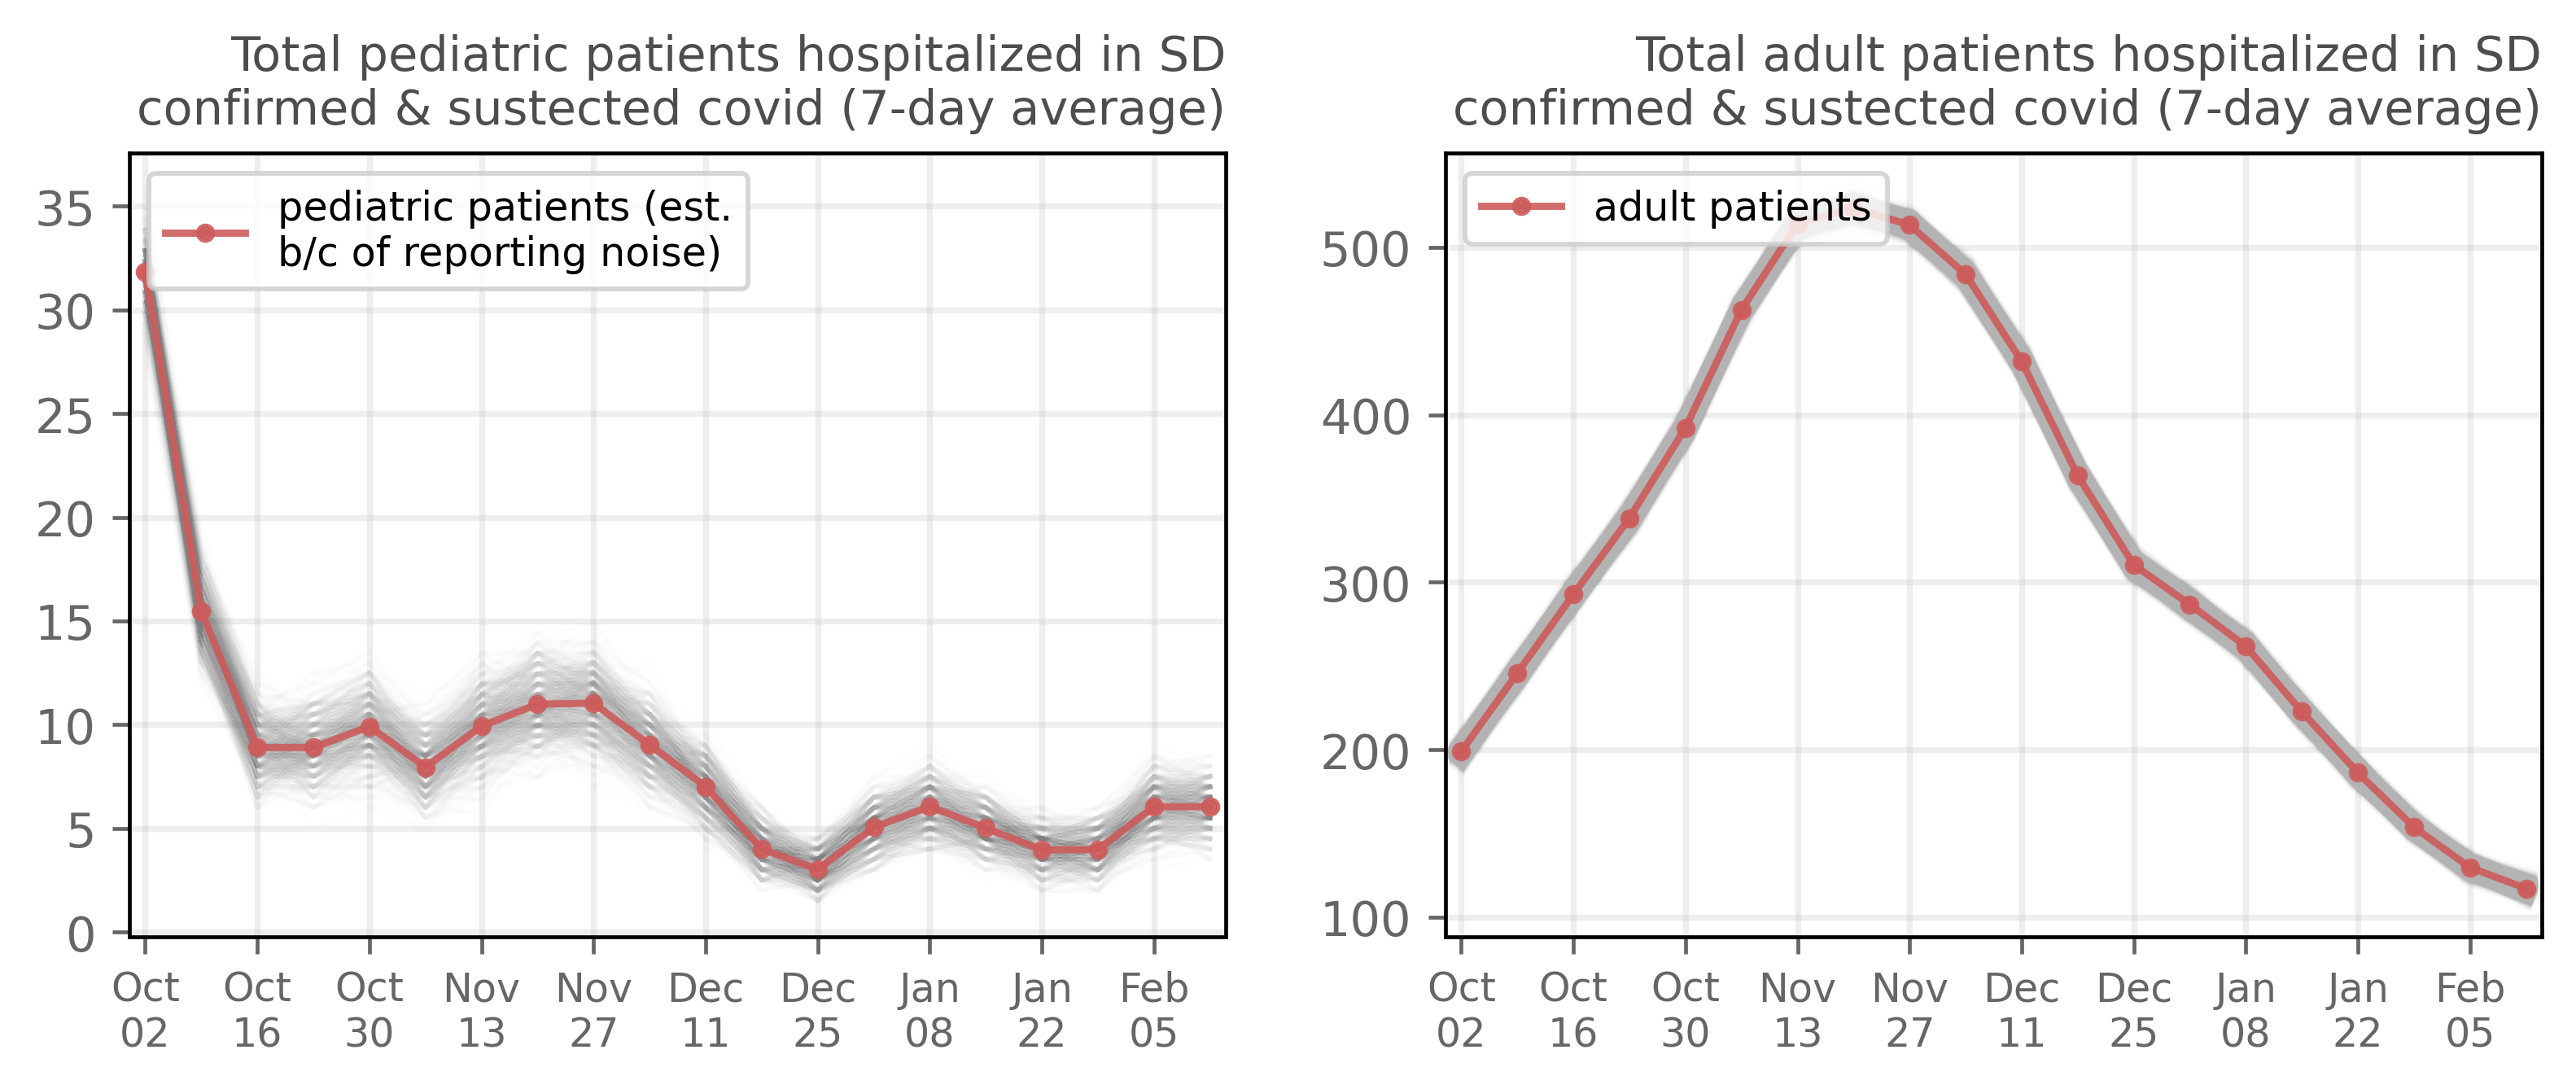 Total pediatric patients hospitalized in SD
confirmed & sustected covid (7-day average)
pediatric patients (est.
b/c of reporting noise)
35
30
25
20
15
10
5
0
Oct Oct Oct Nov Nov Dec Dec Jan Jan Feb
02 16 30 13 27 11 25 08 22 05
Total adult patients hospitalized in SD
confirmed & sustected covid (7-day average)
adult patients
500
400
300
200
100
Oct Oct Oct Nov Nov Dec Dec Jan Jan Feb
02 16 30 13 27 11 25 08 22 05